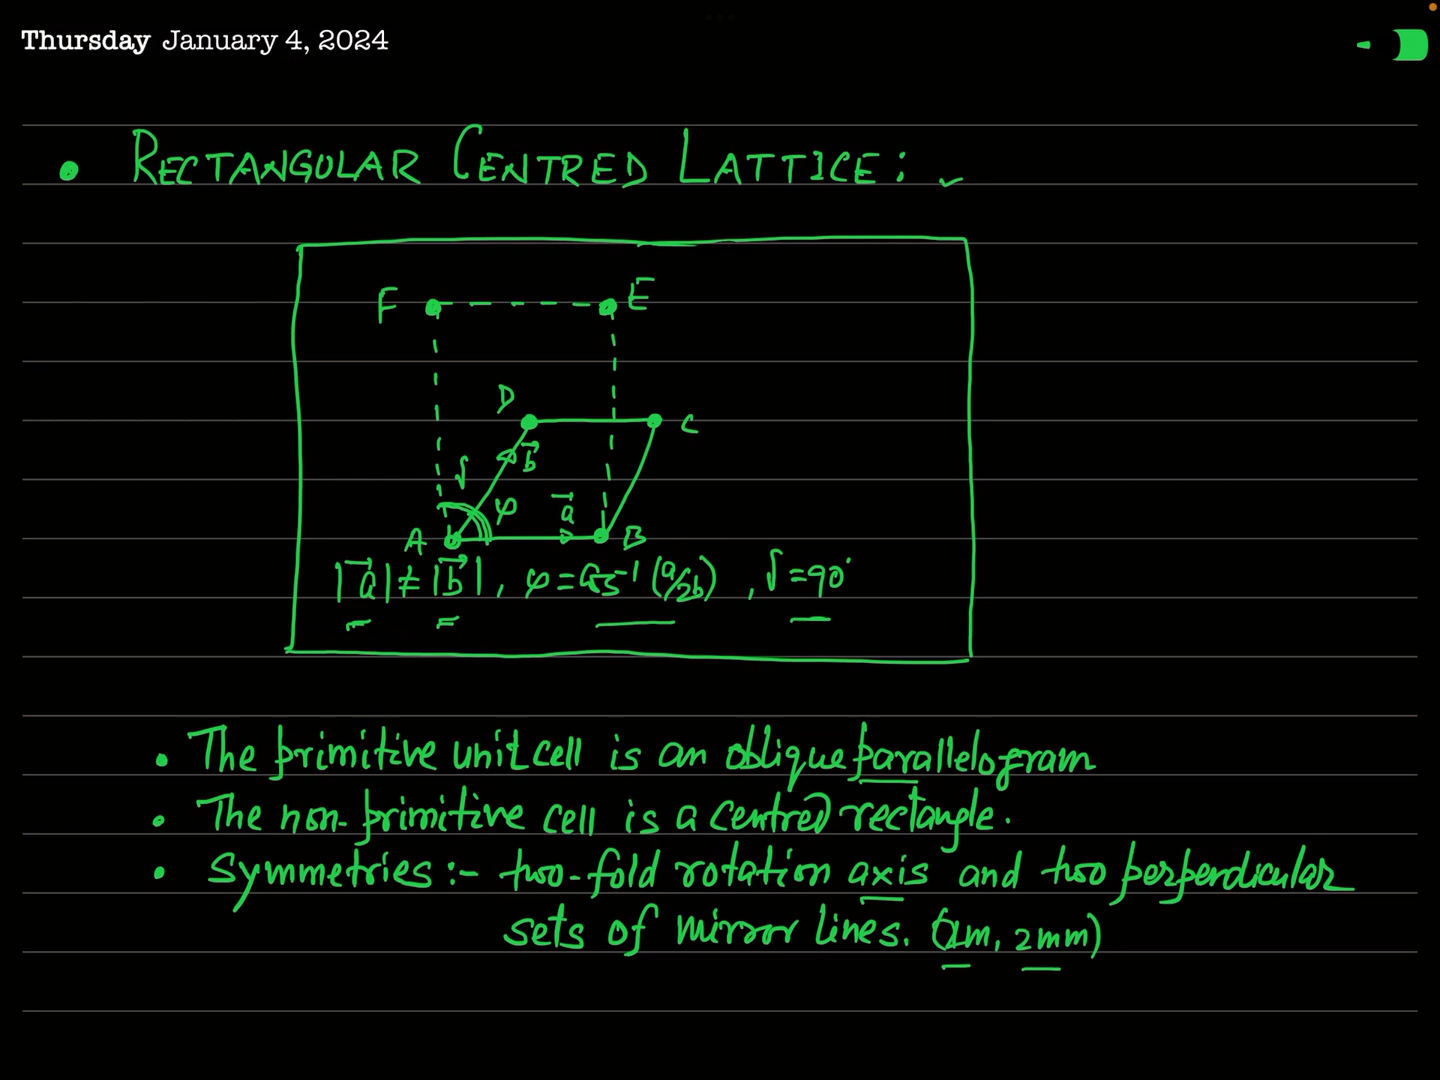 Thursday January 4, 2024
• RECTANGULAR CENTRED LATTICE:
F E
D C
b
γ φ a
A B
|a| ≠ |b|, φ = Cos⁻¹ (a/2b), γ = 90°
• The primitive unit cell is an oblique parallelogram
• The non-primitive cell is a centred rectangle.
• Symmetries :- two-fold rotation axis and two perpendicular
sets of mirror lines. (1m, 2mm)